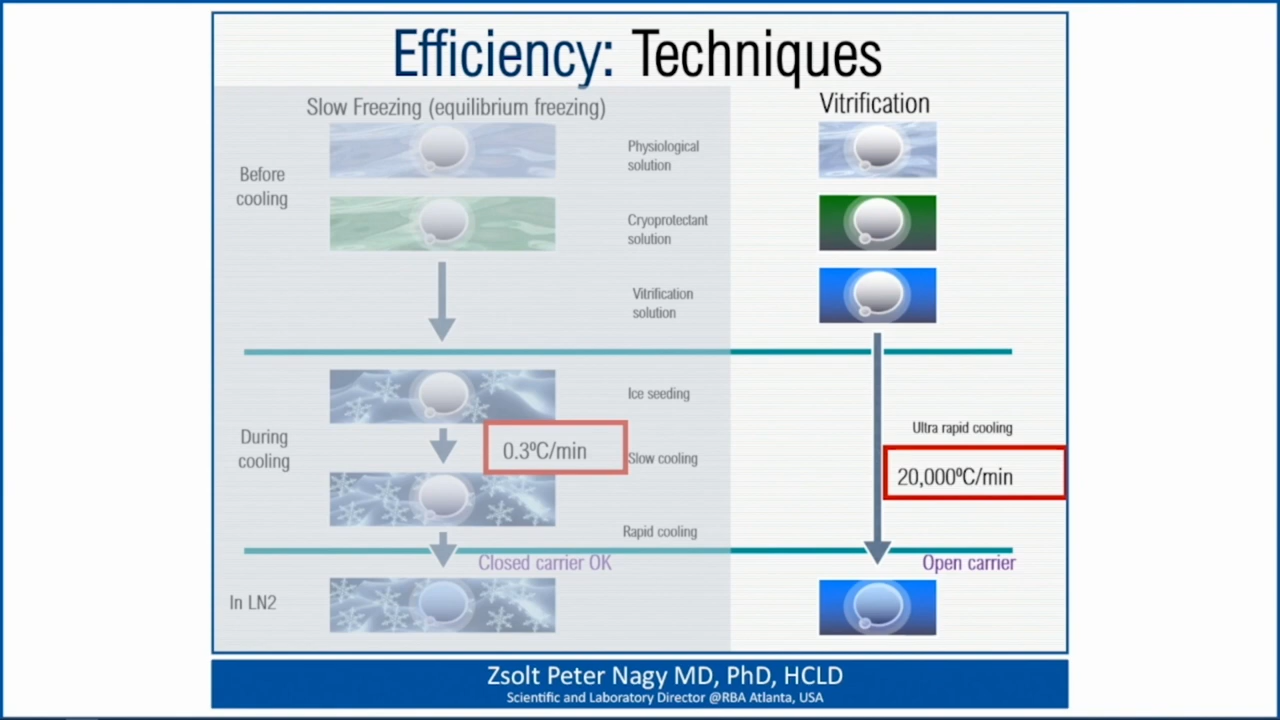 Efficiency: Techniques
Slow Freezing (equilibrium freezing)
Vitrification
Before
cooling
Physiological
solution
Cryoprotectant
solution
Vitrification
solution
Ice seeding
During
cooling
0.3ºC/min
Slow cooling
Ultra rapid cooling
20,000ºC/min
Rapid cooling
Closed carrier OK
Open carrier
In LN2
Zsolt Peter Nagy MD, PhD, HCLD
Scientific and Laboratory Director @RBA Atlanta, USA